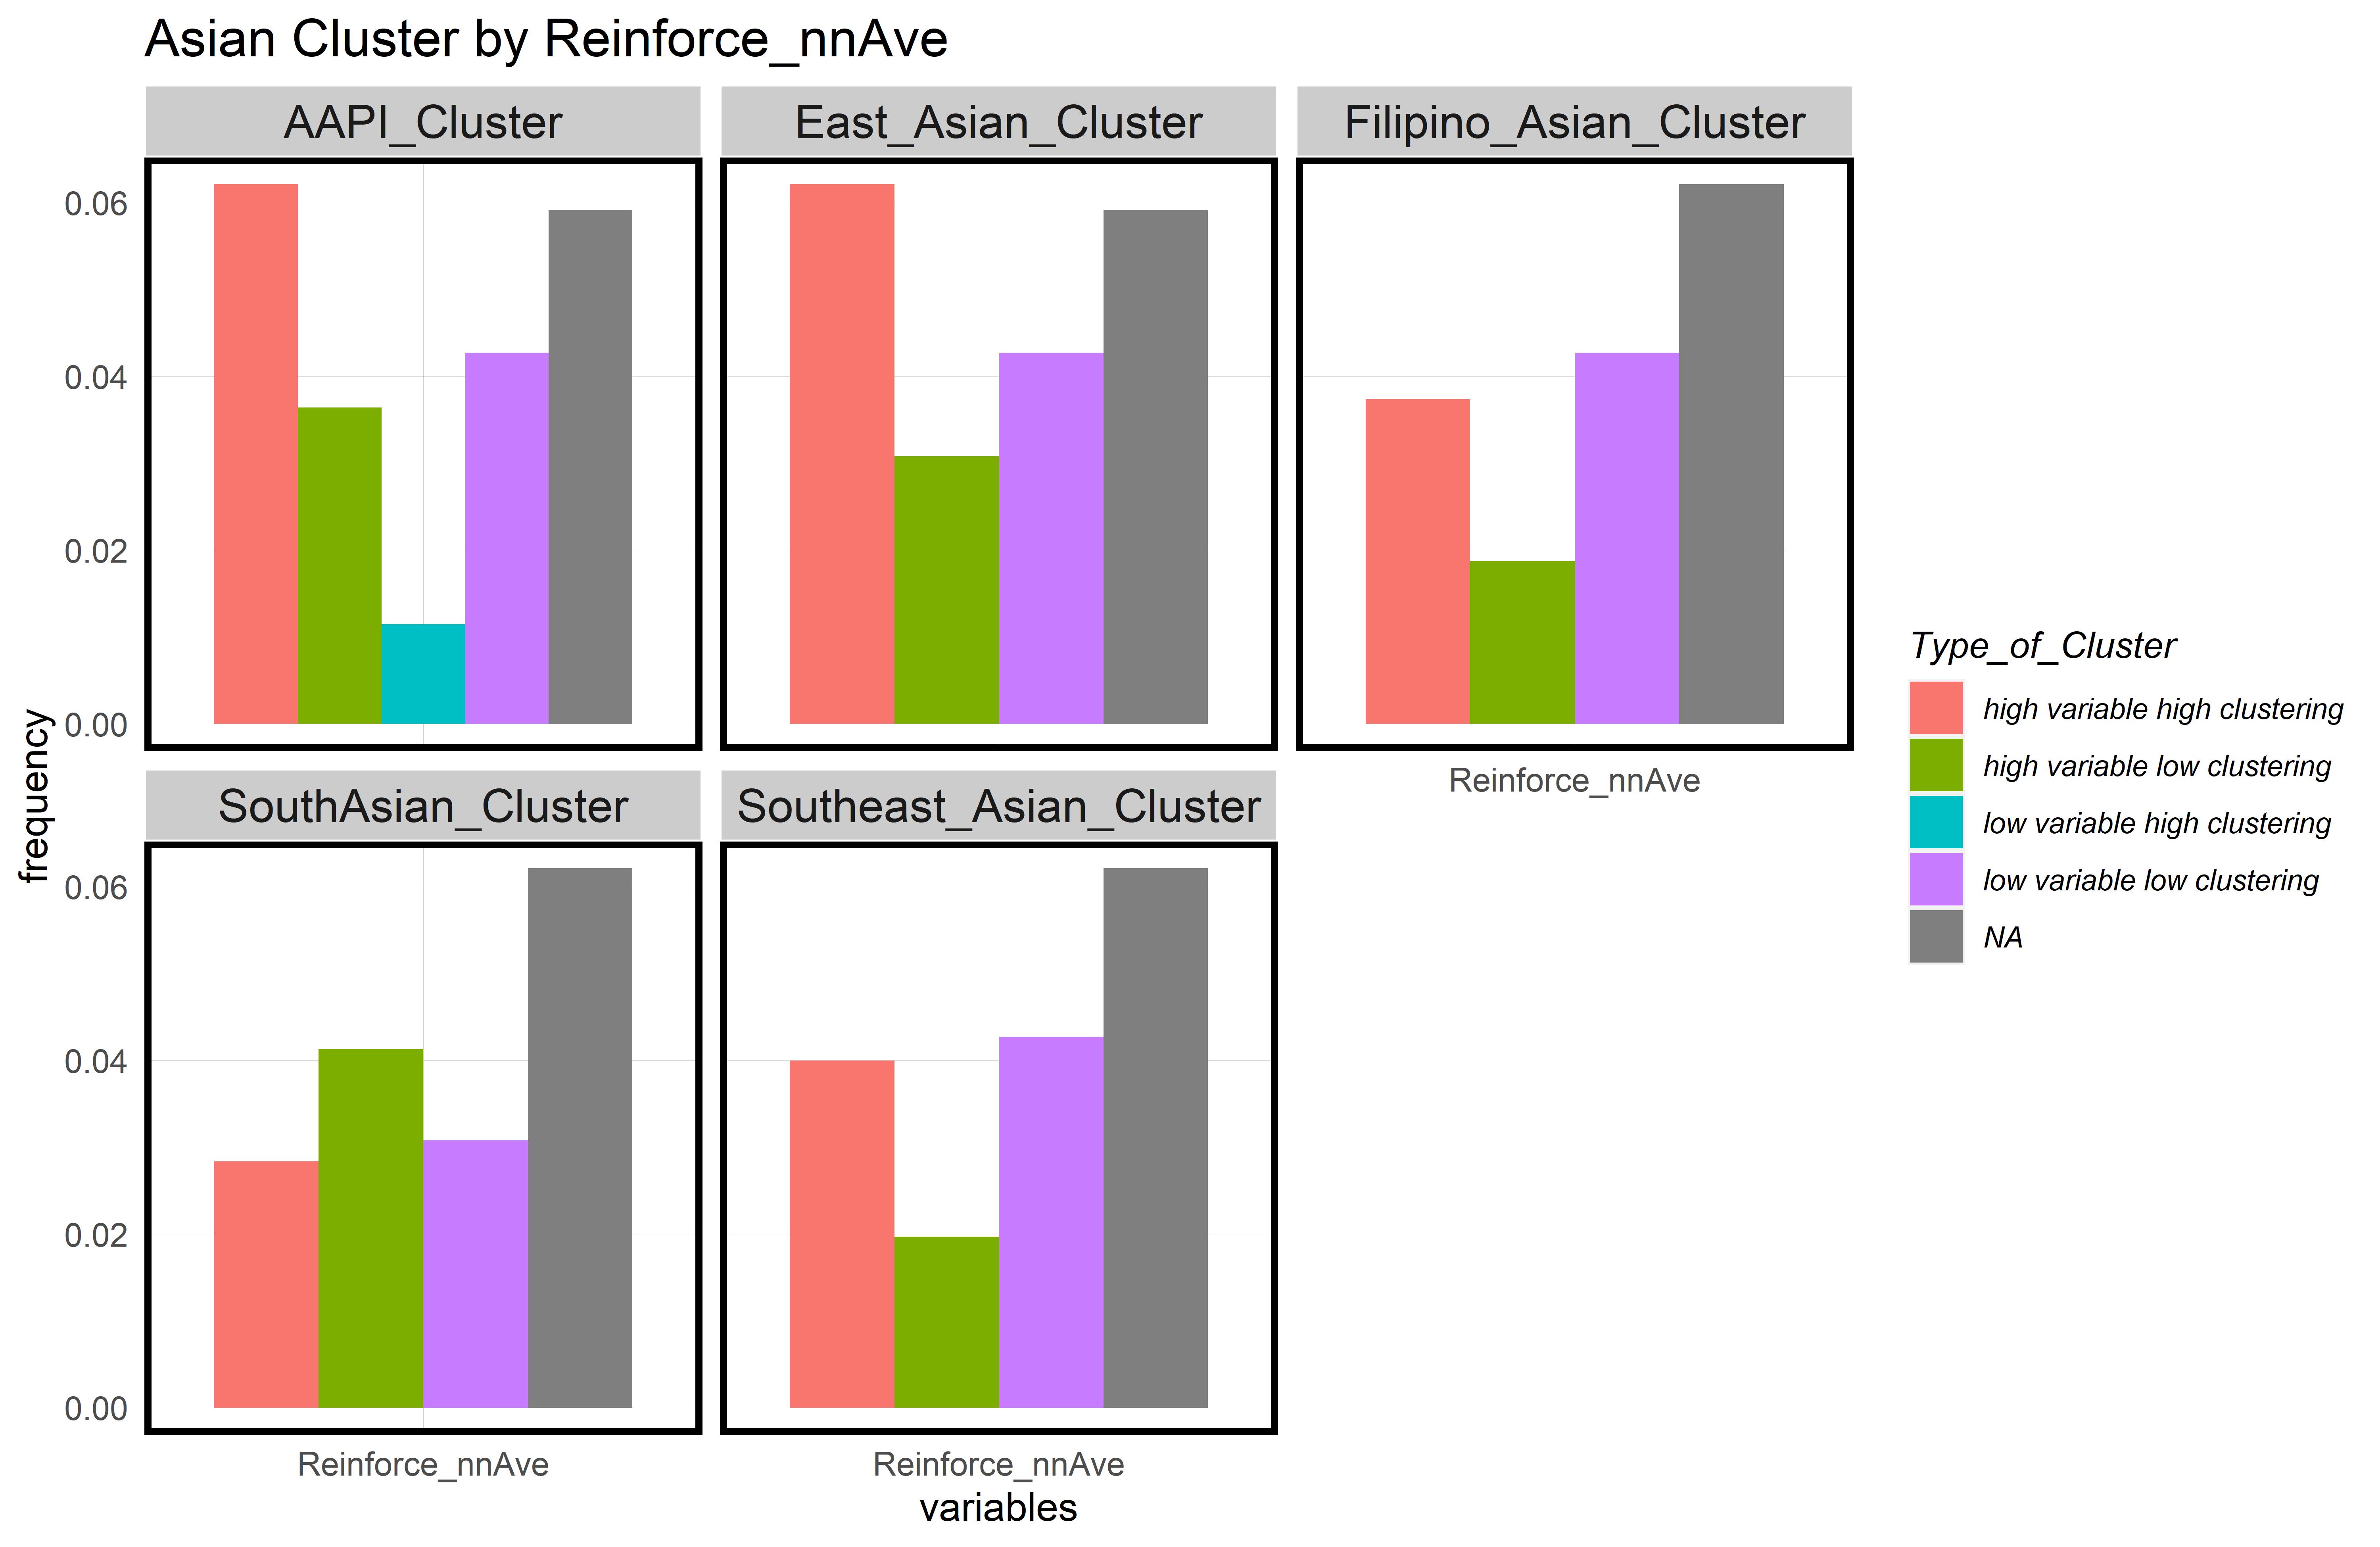 Asian Cluster by Reinforce_nnAve
AAPI_Cluster
East_Asian_Cluster
Filipino_Asian_Cluster
0.06
0.04
0.02
0.00
Reinforce_nnAve
SouthAsian_Cluster
Southeast_Asian_Cluster
0.06
0.04
0.02
0.00
Reinforce_nnAve
Reinforce_nnAve
variables
frequency
Type_of_Cluster
high variable high clustering
high variable low clustering
low variable high clustering
low variable low clustering
NA